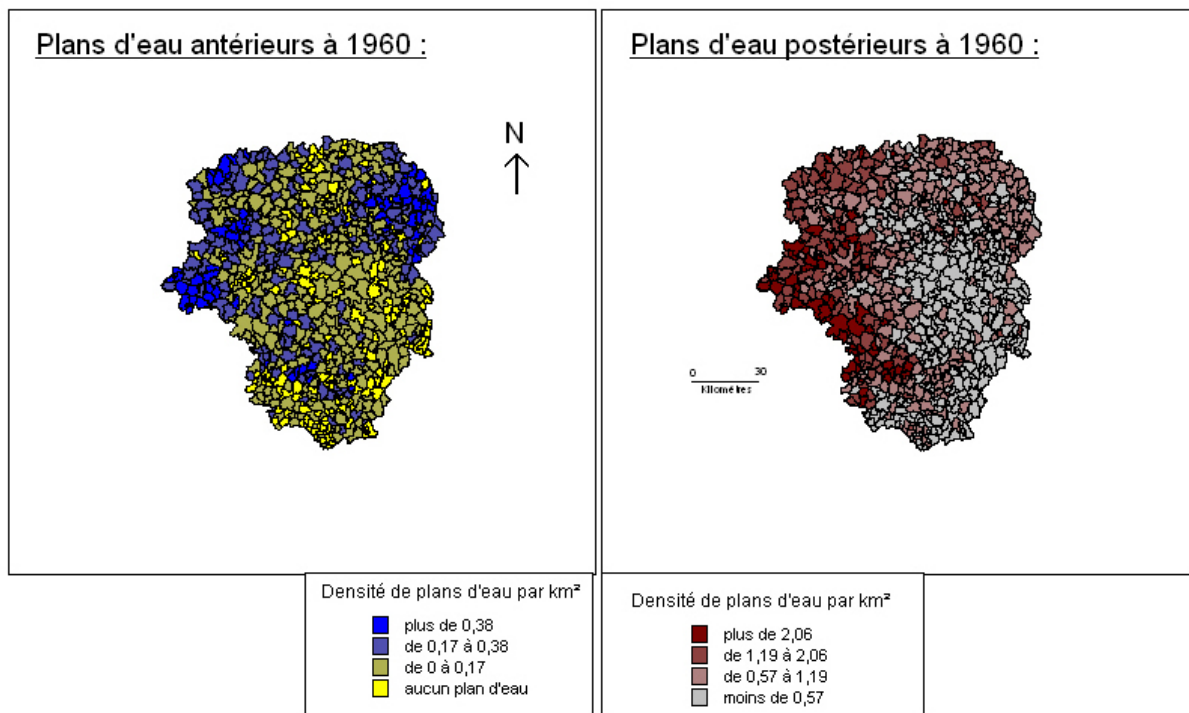 Plans d'eau antérieurs à 1960 :
N
Densité de plans d'eau par km²
plus de 0,38
de 0,17 à 0,38
de 0 à 0,17
aucun plan d'eau
Plans d'eau postérieurs à 1960 :
0 30
Kilomètres
Densité de plans d'eau par km²
plus de 2,06
de 1,19 à 2,06
de 0,57 à 1,19
moins de 0,57